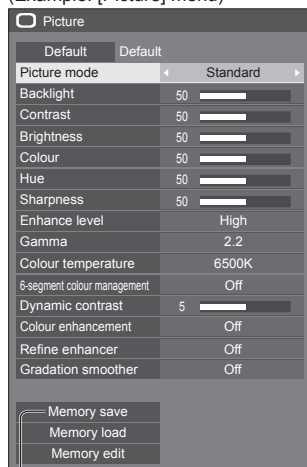 (Example: [Picture] menu)
Picture
Default Default
Picture mode Standard
Backlight 50
Contrast 50
Brightness 50
Colour 50
Hue 50
Sharpness 50
Enhance level High
Gamma 2.2
Colour temperature 6500K
6-segment colour management Off
Dynamic contrast 5
Colour enhancement Off
Refine enhancer Off
Gradation smoother Off
Memory save
Memory load
Memory edit